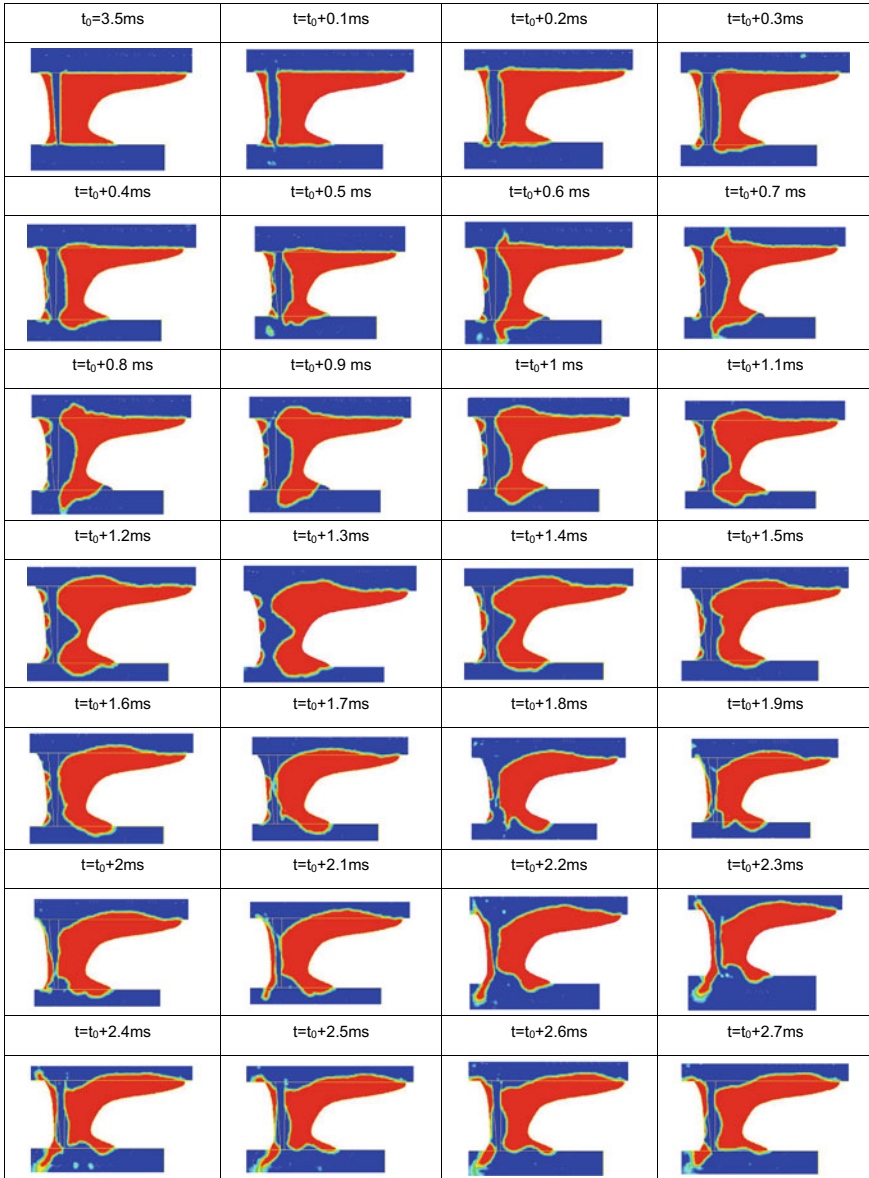 t₀=3.5ms t=t₀+0.1ms t=t₀+0.2ms t=t₀+0.3ms
t=t₀+0.4ms t=t₀+0.5 ms t=t₀+0.6 ms t=t₀+0.7 ms
t=t₀+0.8 ms t=t₀+0.9 ms t=t₀+1 ms t=t₀+1.1ms
t=t₀+1.2ms t=t₀+1.3ms t=t₀+1.4ms t=t₀+1.5ms
t=t₀+1.6ms t=t₀+1.7ms t=t₀+1.8ms t=t₀+1.9ms
t=t₀+2ms t=t₀+2.1ms t=t₀+2.2ms t=t₀+2.3ms
t=t₀+2.4ms t=t₀+2.5ms t=t₀+2.6ms t=t₀+2.7ms